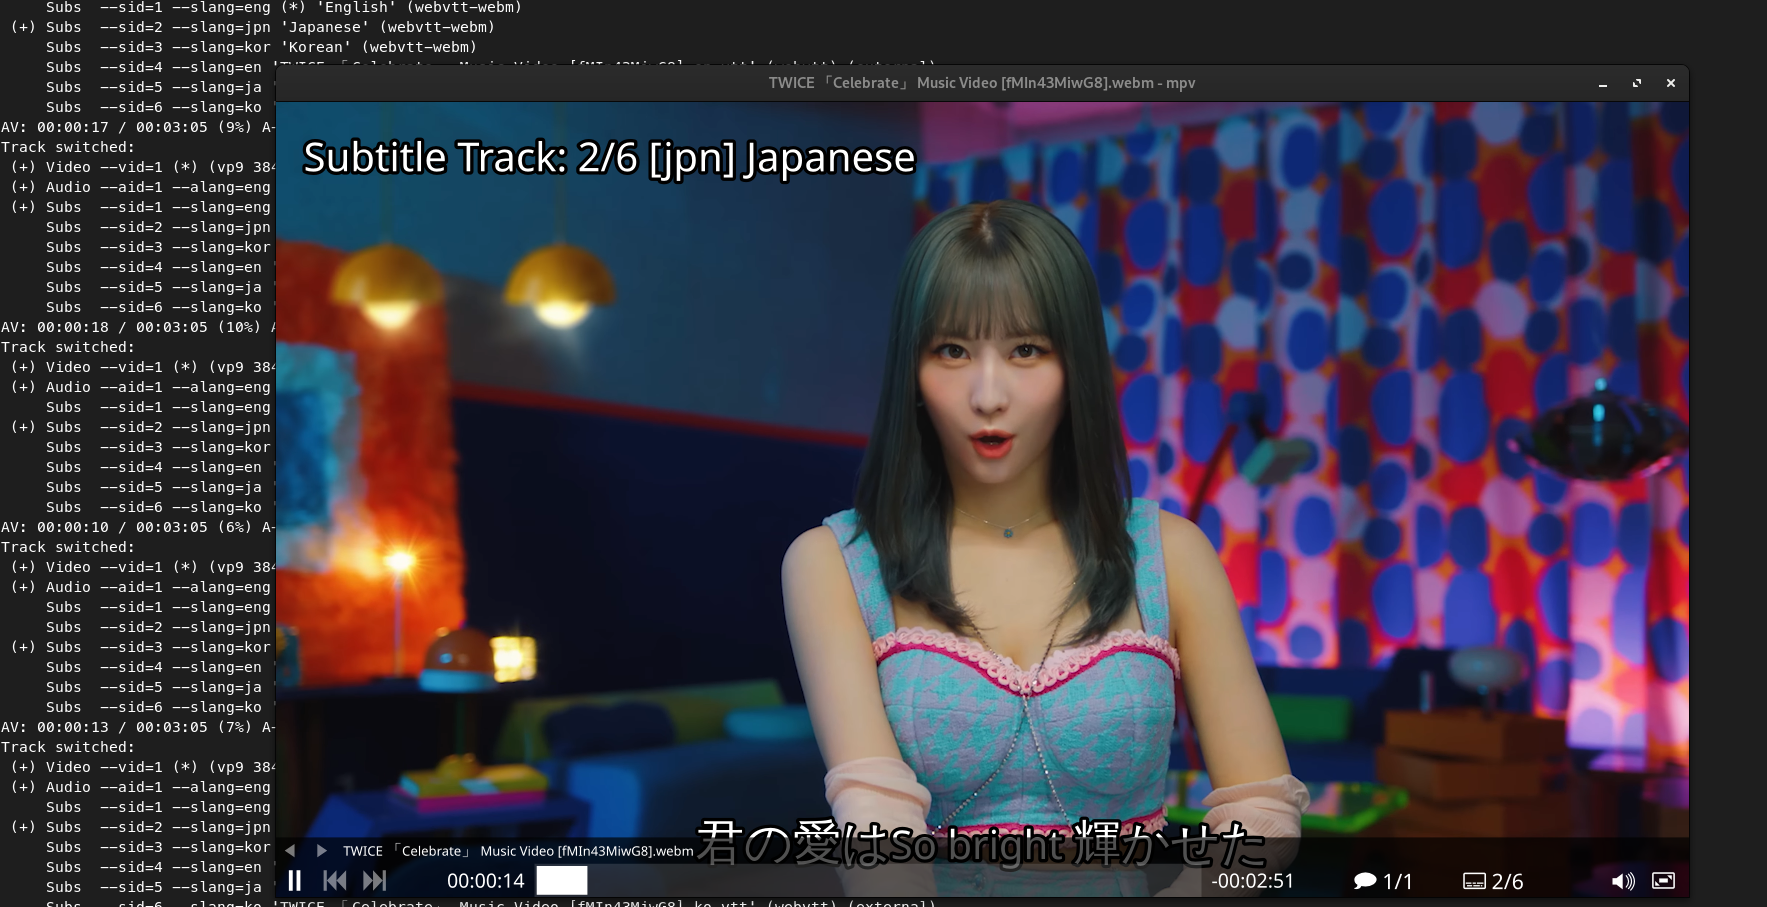 Subs  --sid=1 --slang=eng (*) 'English' (webvtt-webm)
(+) Subs  --sid=2 --slang=jpn 'Japanese' (webvtt-webm)
Subs  --sid=3 --slang=kor 'Korean' (webvtt-webm)
Subs  --sid=4 --slang=en 'TWICE 「Celebrate」 Music Video [fMIn43MiwG8].en.vtt' (webvtt) (external)
Subs  --sid=5 --slang=ja '
Subs  --sid=6 --slang=ko '
AV: 00:00:17 / 00:03:05 (9%) A-
Track switched:
(+) Video --vid=1 (*) (vp9 384
(+) Audio --aid=1 --alang=eng
(+) Subs  --sid=1 --slang=eng
Subs  --sid=2 --slang=jpn
Subs  --sid=3 --slang=kor
Subs  --sid=4 --slang=en '
Subs  --sid=5 --slang=ja '
Subs  --sid=6 --slang=ko '
AV: 00:00:18 / 00:03:05 (10%) A
Track switched:
(+) Video --vid=1 (*) (vp9 384
(+) Audio --aid=1 --alang=eng
Subs  --sid=1 --slang=eng
(+) Subs  --sid=2 --slang=jpn
Subs  --sid=3 --slang=kor
Subs  --sid=4 --slang=en '
Subs  --sid=5 --slang=ja '
Subs  --sid=6 --slang=ko '
AV: 00:00:10 / 00:03:05 (6%) A-
Track switched:
(+) Video --vid=1 (*) (vp9 384
(+) Audio --aid=1 --alang=eng
Subs  --sid=1 --slang=eng
Subs  --sid=2 --slang=jpn
(+) Subs  --sid=3 --slang=kor
Subs  --sid=4 --slang=en '
Subs  --sid=5 --slang=ja '
Subs  --sid=6 --slang=ko '
AV: 00:00:13 / 00:03:05 (7%) A-
Track switched:
(+) Video --vid=1 (*) (vp9 384
(+) Audio --aid=1 --alang=eng
Subs  --sid=1 --slang=eng
(+) Subs  --sid=2 --slang=jpn
Subs  --sid=3 --slang=kor
Subs  --sid=4 --slang=en '
Subs  --sid=5 --slang=ja '
Subs  --sid=6 --slang=ko 'TWICE 「Celebrate」 Music Video [fMIn43MiwG8].ko.vtt' (webvtt) (external)
TWICE 「Celebrate」 Music Video [fMIn43MiwG8].webm - mpv
Subtitle Track: 2/6 [jpn] Japanese
君の愛はSo bright 輝かせた
TWICE 「Celebrate」 Music Video [fMIn43MiwG8].webm
00:00:14 -00:02:51 1/1 2/6